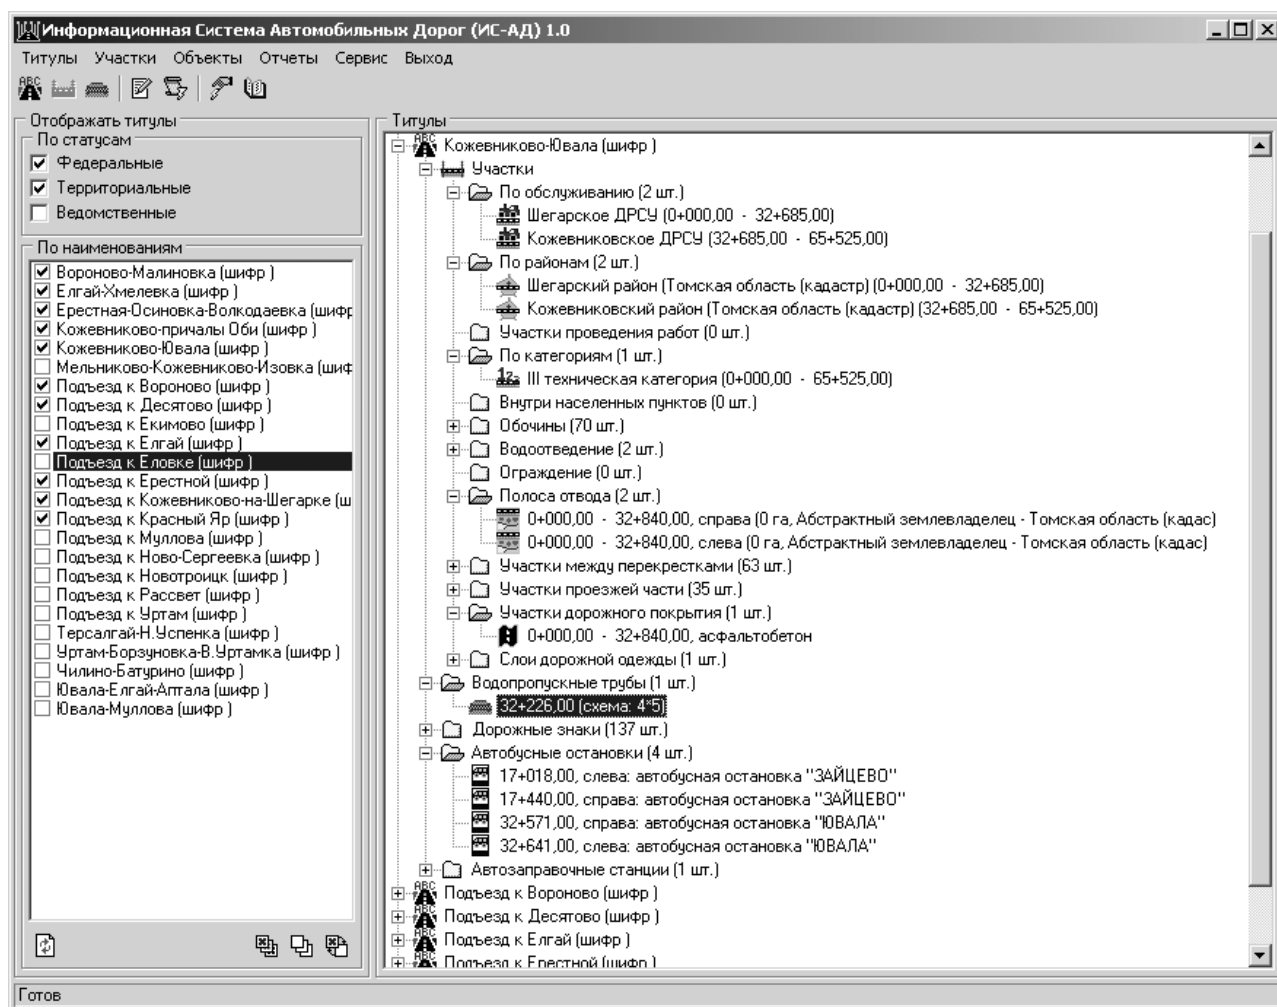 Информационная Система Автомобильных Дорог (ИС-АД) 1.0
Титулы Участки Объекты Отчеты Сервис Выход
Отображать титулы
По статусам
Федеральные
Территориальные
Ведомственные
По наименованиям
Вороново-Малиновка (шифр )
Елгай-Хмелевка (шифр )
Ерестная-Осиновка-Волкодаевка (шифр
Кожевниково-причалы Оби (шифр )
Кожевниково-Ювала (шифр )
Мельниково-Кожевниково-Изовка (шиф
Подъезд к Вороново (шифр )
Подъезд к Десятово (шифр )
Подъезд к Екимово (шифр )
Подъезд к Елгай (шифр )
Подъезд к Еловке (шифр )
Подъезд к Ерестной (шифр )
Подъезд к Кожевниково-на-Шегарке (ш
Подъезд к Красный Яр (шифр )
Подъезд к Муллова (шифр )
Подъезд к Ново-Сергеевка (шифр )
Подъезд к Новотроицк (шифр )
Подъезд к Рассвет (шифр )
Подъезд к Уртам (шифр )
Терсалгай-Н.Успенка (шифр )
Уртам-Борзуновка-В.Уртамка (шифр )
Чилино-Батурино (шифр )
Ювала-Елгай-Аптала (шифр )
Ювала-Муллова (шифр )
Титулы
ABC Кожевниково-Ювала (шифр )
Участки
По обслуживанию (2 шт.)
Шегарское ДРСУ (0+000,00 - 32+685,00)
Кожевниковское ДРСУ (32+685,00 - 65+525,00)
По районам (2 шт.)
Шегарский район (Томская область (кадастр) (0+000,00 - 32+685,00)
Кожевниковский район (Томская область (кадастр) (32+685,00 - 65+525,00)
Участки проведения работ (0 шт.)
По категориям (1 шт.)
III техническая категория (0+000,00 - 65+525,00)
Внутри населенных пунктов (0 шт.)
Обочины (70 шт.)
Водоотведение (2 шт.)
Ограждение (0 шт.)
Полоса отвода (2 шт.)
0+000,00 - 32+840,00, справа (0 га, Абстрактный землевладелец - Томская область (кадас)
0+000,00 - 32+840,00, слева (0 га, Абстрактный землевладелец - Томская область (кадас)
Участки между перекрестками (63 шт.)
Участки проезжей части (35 шт.)
Участки дорожного покрытия (1 шт.)
0+000,00 - 32+840,00, асфальтобетон
Слои дорожной одежды (1 шт.)
Водопропускные трубы (1 шт.)
32+226,00 (схема: 4*5)
Дорожные знаки (137 шт.)
Автобусные остановки (4 шт.)
17+018,00, слева: автобусная остановка "ЗАЙЦЕВО"
17+440,00, справа: автобусная остановка "ЗАЙЦЕВО"
32+571,00, справа: автобусная остановка "ЮВАЛА"
32+641,00, слева: автобусная остановка "ЮВАЛА"
Автозаправочные станции (1 шт.)
ABC Подъезд к Вороново (шифр )
ABC Подъезд к Десятово (шифр )
ABC Подъезд к Елгай (шифр )
ABC Подъезд к Ерестной (шифр )
Готов